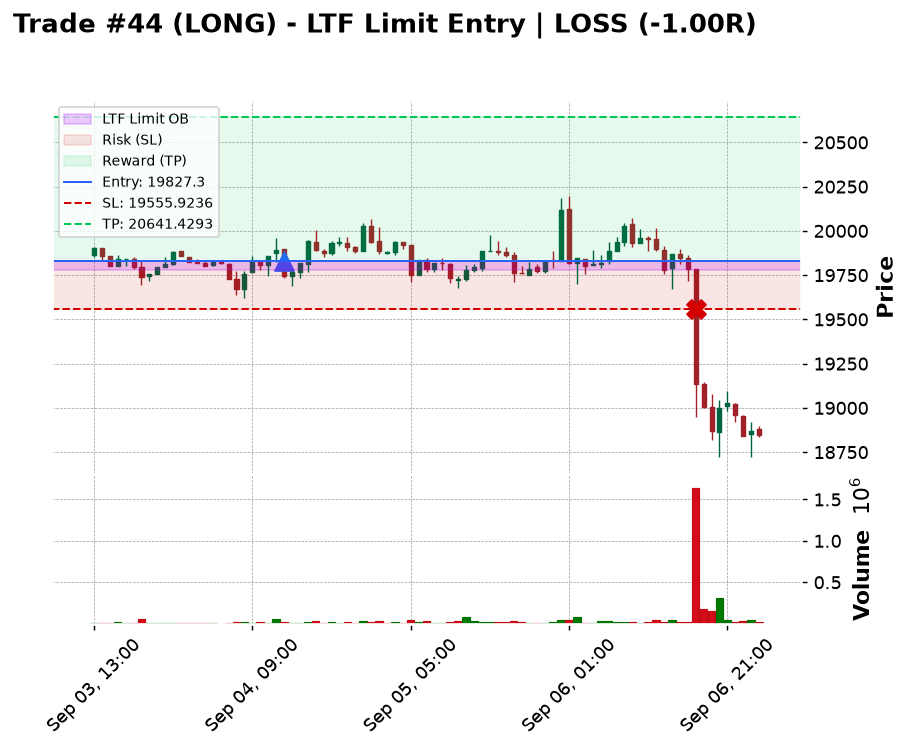 Trade #44 (LONG) - LTF Limit Entry | LOSS (-1.00R)
LTF Limit OB
Risk (SL)
Reward (TP)
Entry: 19827.3
SL: 19555.9236
TP: 20641.4293
20500
20250
20000
19750
19500
19250
19000
18750
Price
1.5
1.0
0.5
Volume 10^6
Sep 03, 13:00
Sep 04, 09:00
Sep 05, 05:00
Sep 06, 01:00
Sep 06, 21:00